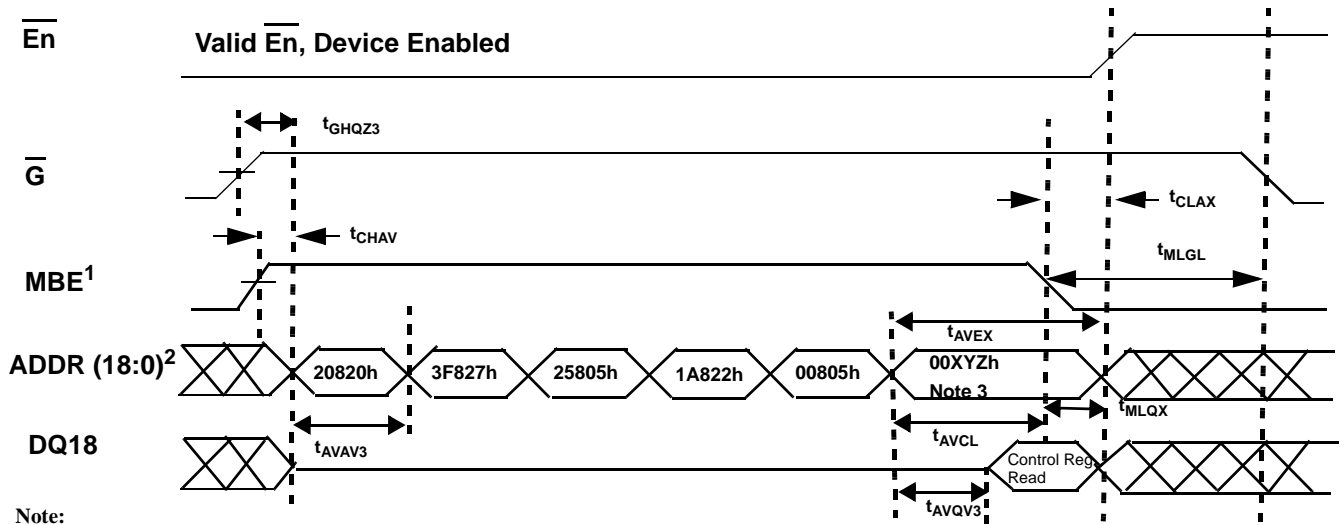 En Valid En, Device Enabled
tGHQZ3
G
tCLAX
tCHAV
tMLGL
MBE1
tAVEX
ADDR (18:0)2 20820h 3F827h 25805h 1A822h 00805h 00XYZh
Note 3
tMLQX
tAVAV3 tAVCL
DQ18
Control Reg
Read
tAVQV3
Note: